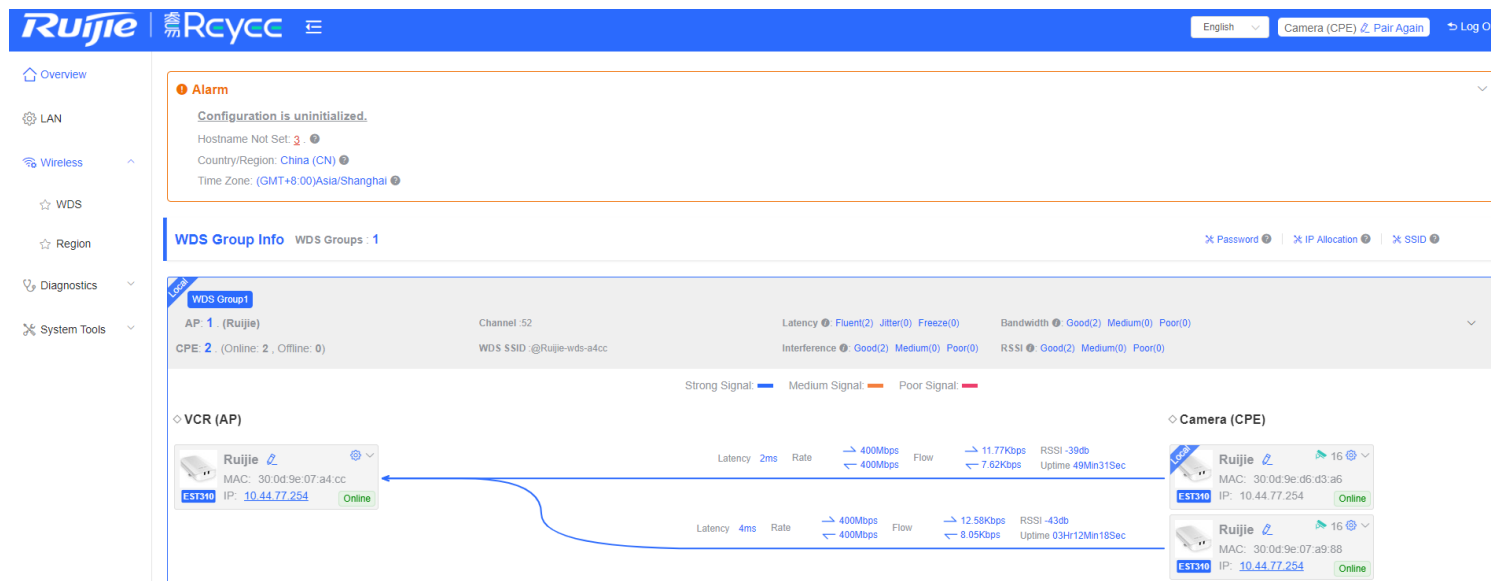 Ruijie 睿易 Reyee English Camera (CPE) Pair Again Log O
Overview
LAN
Wireless
WDS
Region
Diagnostics
System Tools
Alarm
Configuration is uninitialized.
Hostname Not Set: 3 .
Country/Region: China (CN)
Time Zone: (GMT+8:00)Asia/Shanghai
WDS Group Info WDS Groups : 1 Password IP Allocation SSID
Local
WDS Group1
AP: 1 . (Ruijie) Channel :52 Latency : Fluent(2) Jitter(0) Freeze(0) Bandwidth : Good(2) Medium(0) Poor(0)
CPE: 2 . (Online: 2 , Offline: 0) WDS SSID :@Ruijie-wds-a4cc Interference : Good(2) Medium(0) Poor(0) RSSI : Good(2) Medium(0) Poor(0)
Strong Signal: Medium Signal: Poor Signal:
VCR (AP) Camera (CPE)
Ruijie
MAC: 30:0d:9e:07:a4:cc
EST310 IP: 10.44.77.254 Online
Latency 2ms Rate 400Mbps 400Mbps Flow 11.77Kbps 7.62Kbps RSSI -39db Uptime 49Min31Sec
Local
Ruijie 16
MAC: 30:0d:9e:d6:d3:a6
EST310 IP: 10.44.77.254 Online
Latency 4ms Rate 400Mbps 400Mbps Flow 12.58Kbps 8.05Kbps RSSI -43db Uptime 03Hr12Min18Sec
Ruijie 16
MAC: 30:0d:9e:07:a9:88
EST310 IP: 10.44.77.254 Online